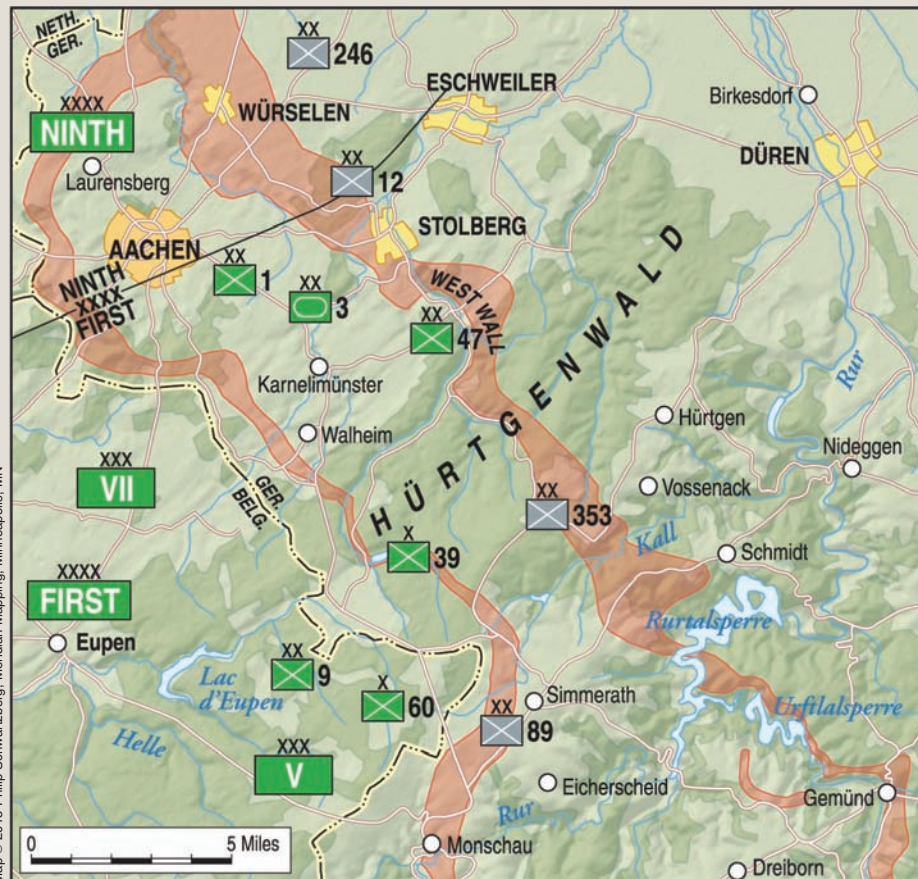 NETH.
GER.
XX
246
ESCHWEILER
Birkesdorf
XXXX
NINTH
WÜRSELEN
DÜREN
Laurensberg
XX
12
STOLBERG
AACHEN
XX
1
XX
3
NINTH
XXXX
FIRST
WEST WALL
XX
47
HÜRTGENWALD
Rur
Karnelimünster
Hürtgen
Walheim
Nideggen
XXX
VII
GER.
BELG.
Vossenack
XX
353
Kall
X
39
Schmidt
XXXX
FIRST
Rurtalsperre
Eupen
Lac
d'Eupen
XX
9
X
60
Simmerath
Urftlalsperre
XX
89
Helle
XXX
V
Eicherscheid
Gemünd
Rur
0 5 Miles
Monschau
Dreiborn